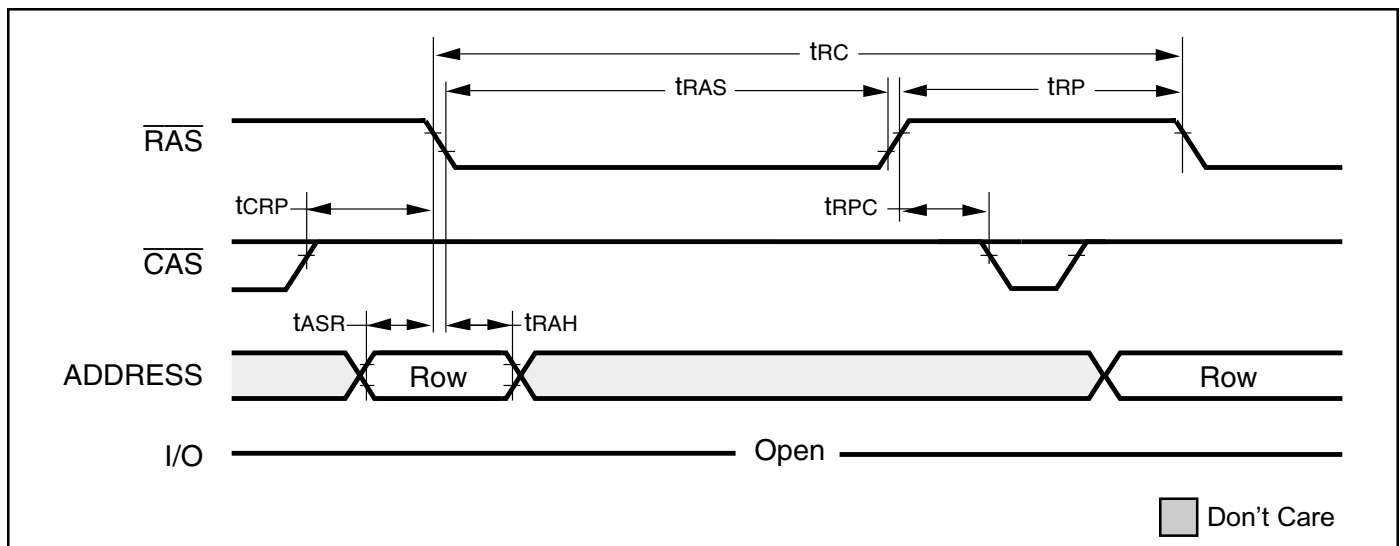 tRC
tRAS
tRP
RAS
tCRP
tRPC
CAS
tASR
tRAH
ADDRESS
Row
Row
I/O
Open
Don't Care